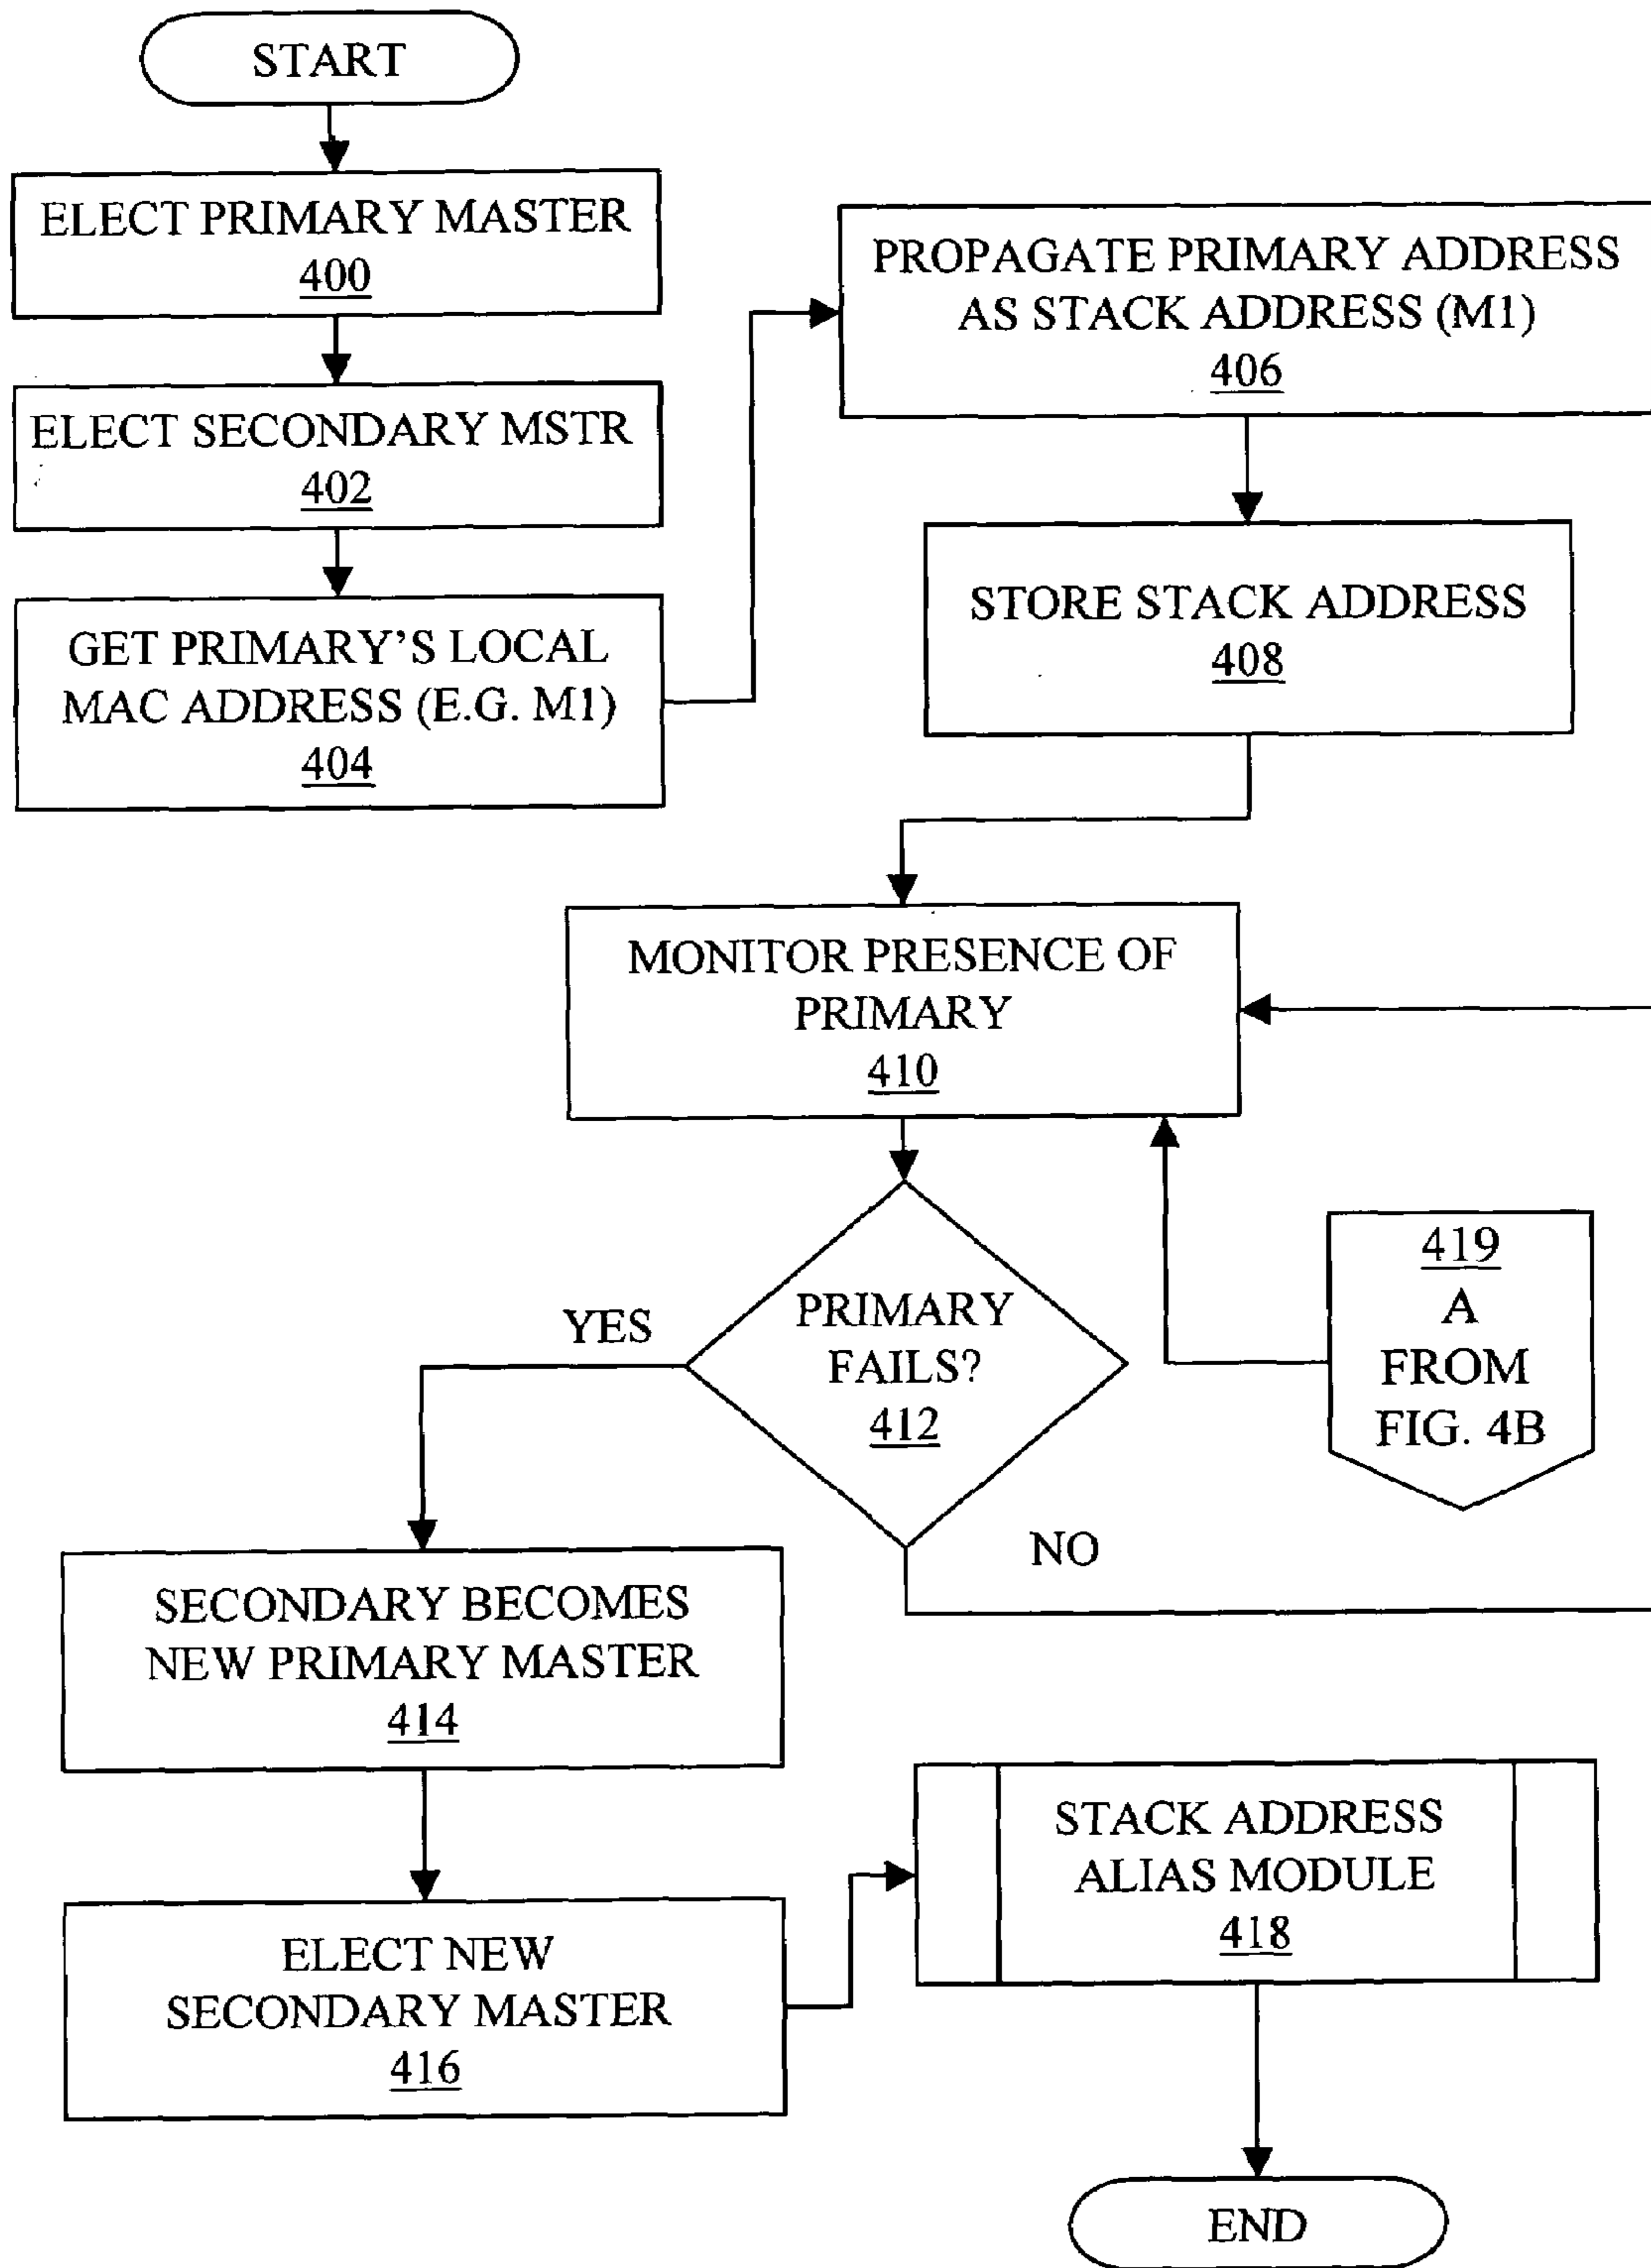 START
ELECT PRIMARY MASTER
400
ELECT SECONDARY MSTR
402
GET PRIMARY'S LOCAL
MAC ADDRESS (E.G. M1)
404
PROPAGATE PRIMARY ADDRESS
AS STACK ADDRESS (M1)
406
STORE STACK ADDRESS
408
MONITOR PRESENCE OF
PRIMARY
410
PRIMARY
FAILS?
412
YES
NO
419
A
FROM
FIG. 4B
SECONDARY BECOMES
NEW PRIMARY MASTER
414
ELECT NEW
SECONDARY MASTER
416
STACK ADDRESS
ALIAS MODULE
418
END